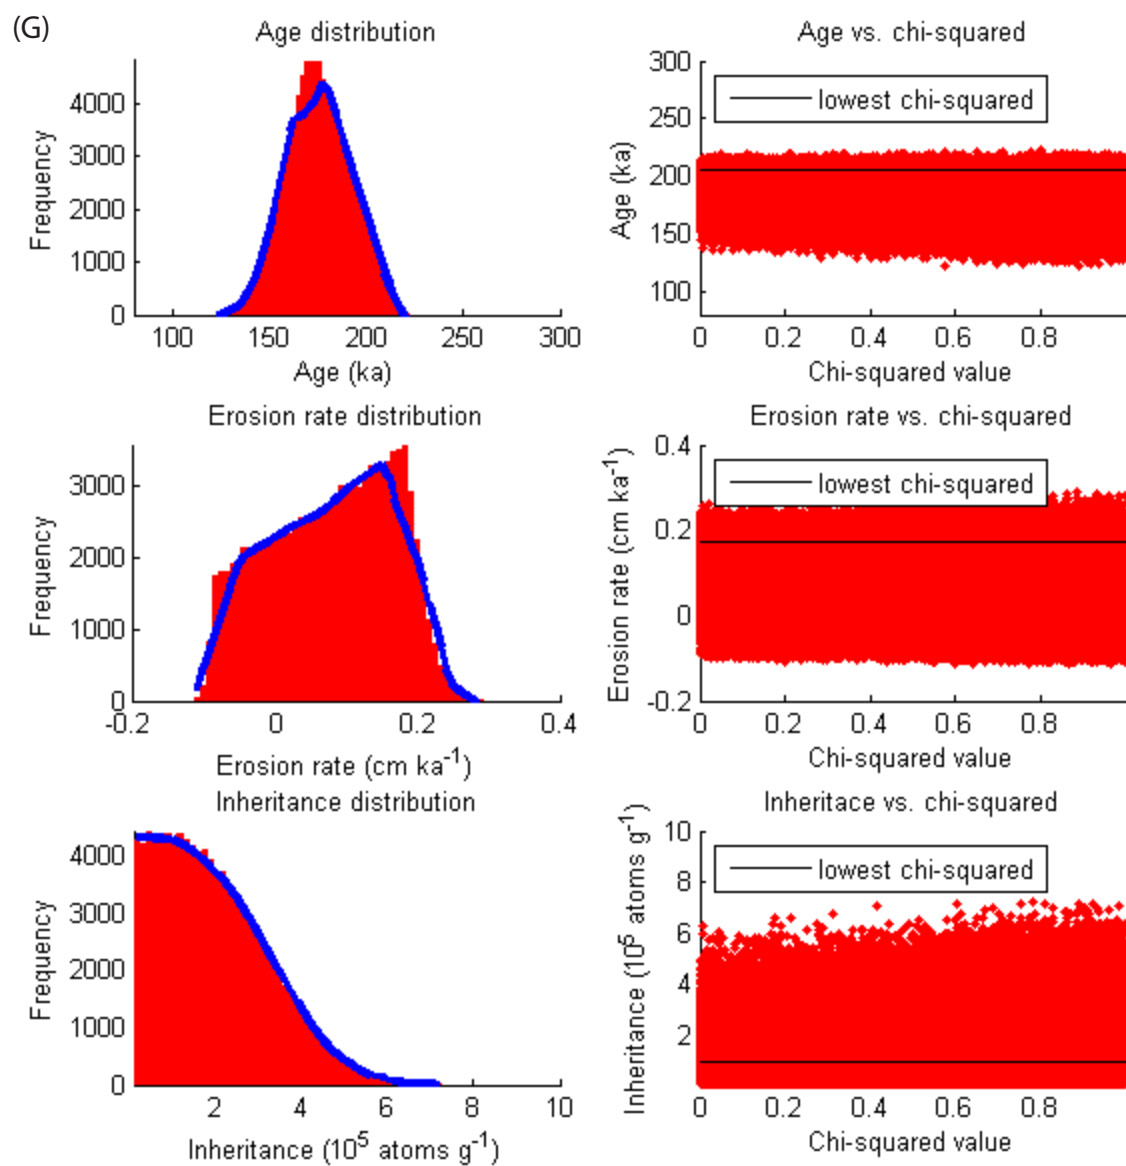 (G)
Age distribution
Frequency
4000
3000
2000
1000
0
100 150 200 250 300
Age (ka)
Age vs. chi-squared
Age (ka)
300
250
200
150
100
lowest chi-squared
0 0.2 0.4 0.6 0.8
Chi-squared value
Erosion rate distribution
Frequency
3000
2000
1000
0
-0.2 0 0.2 0.4
Erosion rate (cm ka⁻¹)
Erosion rate vs. chi-squared
Erosion rate (cm ka⁻¹)
0.4
0.2
0
-0.2
lowest chi-squared
0 0.2 0.4 0.6 0.8
Chi-squared value
Inheritance distribution
Frequency
4000
3000
2000
1000
0
2 4 6 8 10
Inheritance (10⁵ atoms g⁻¹)
Inheritace vs. chi-squared
Inheritance (10⁵ atoms g⁻¹)
10
8
6
4
2
lowest chi-squared
0 0.2 0.4 0.6 0.8
Chi-squared value